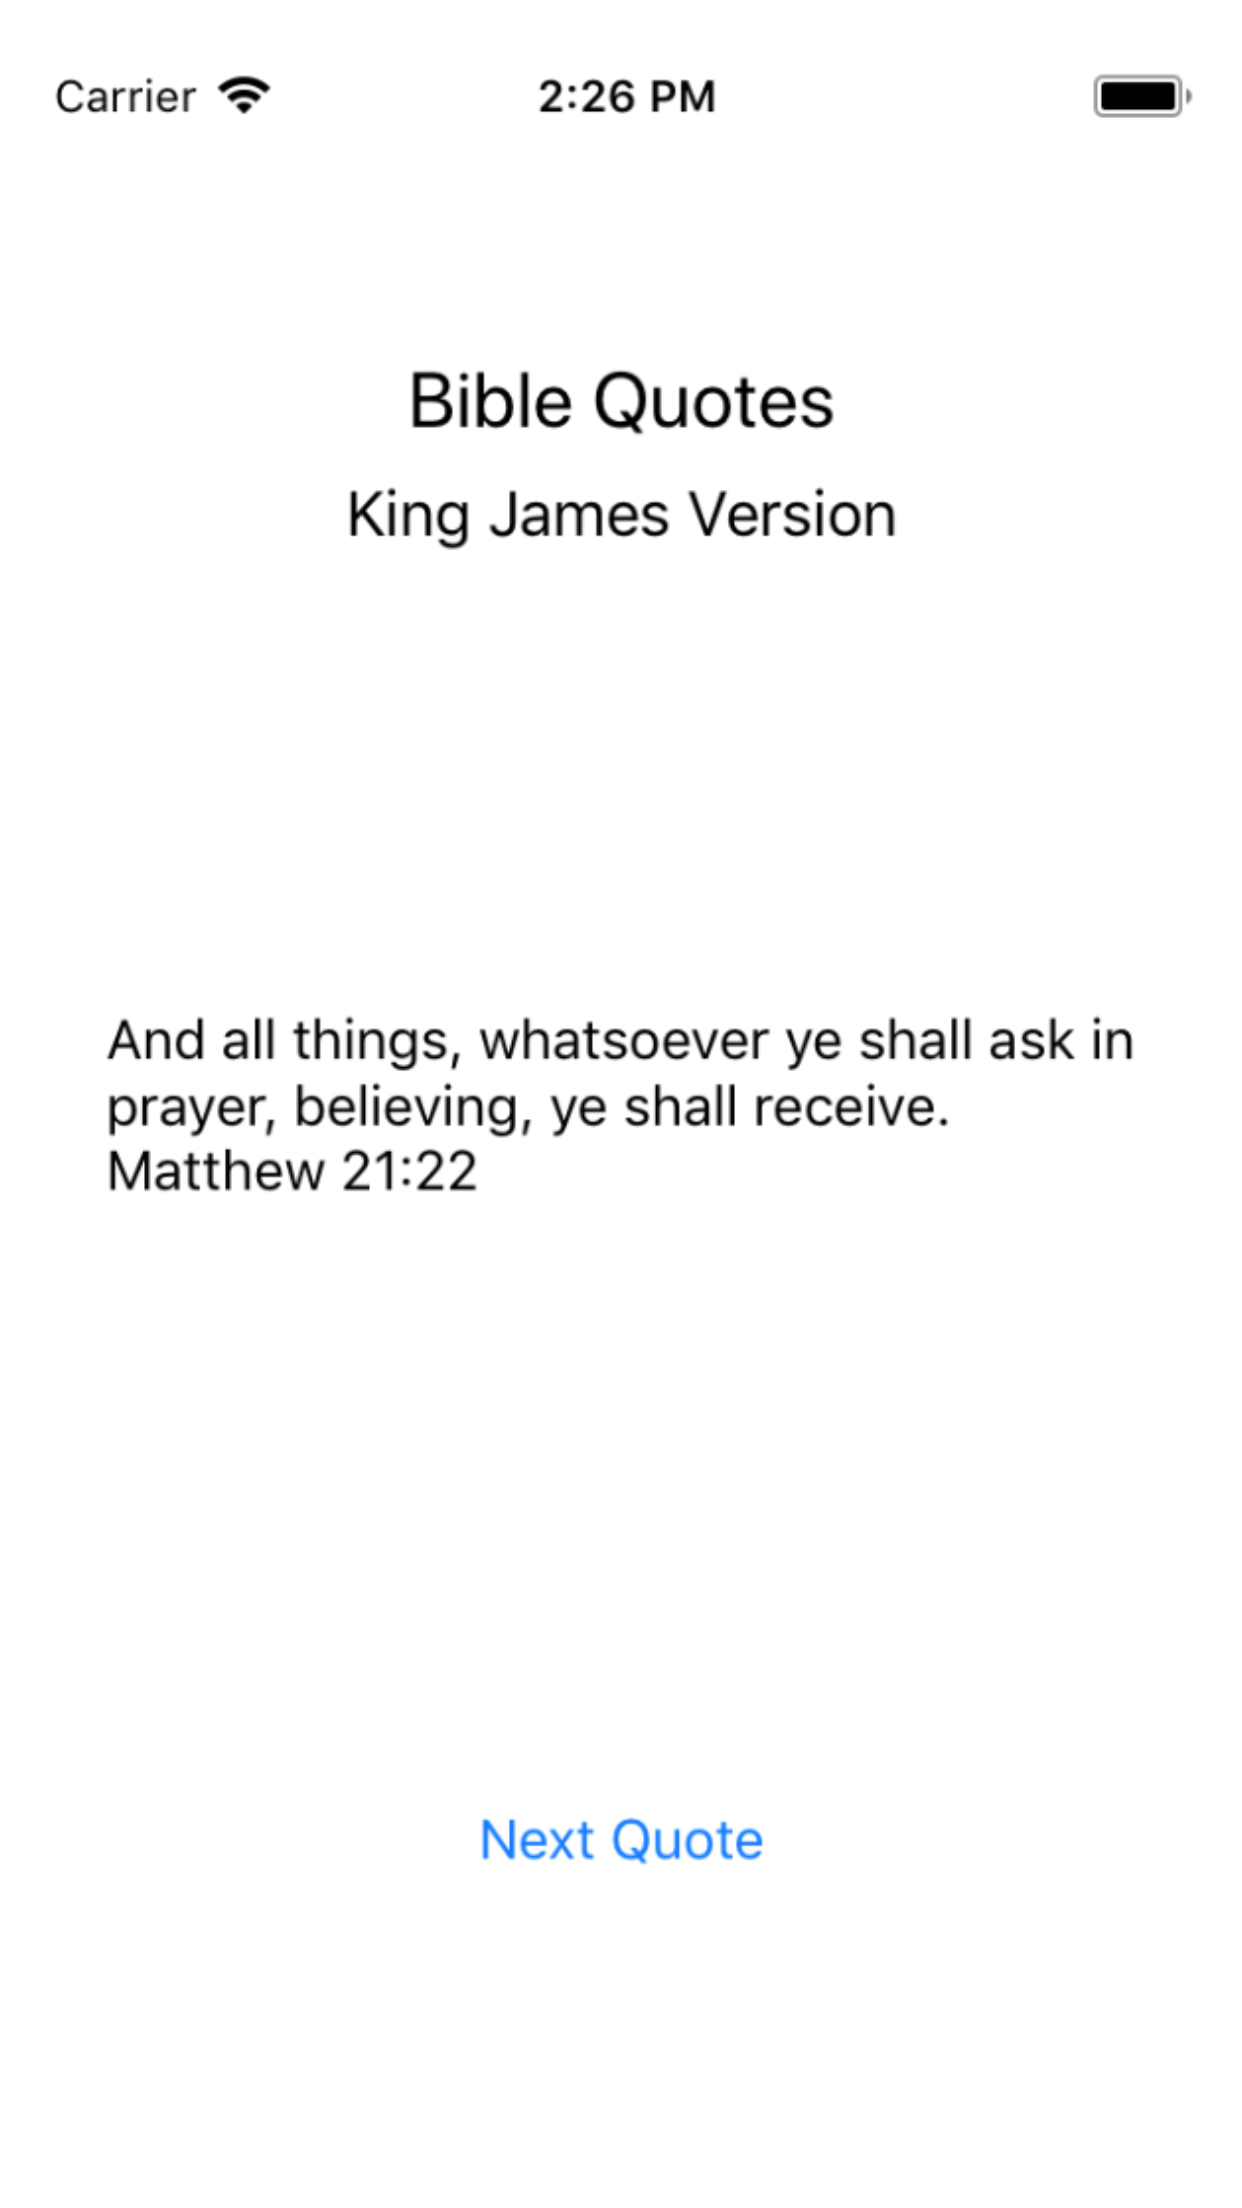 Carrier
2:26 PM
Bible Quotes
King James Version
And all things, whatsoever ye shall ask in
prayer, believing, ye shall receive.
Matthew 21:22
Next Quote